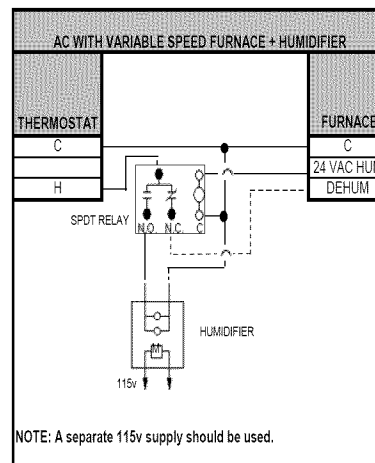 AC WITH VARIABLE SPEED FURNACE + HUMIDIFIER
THERMOSTAT
FURNACE
C
C
24 VAC HUM
H
DEHUM
SPDT RELAY
N.O. N.C. C
HUMIDIFIER
M
115v
NOTE: A separate 115v supply should be used.